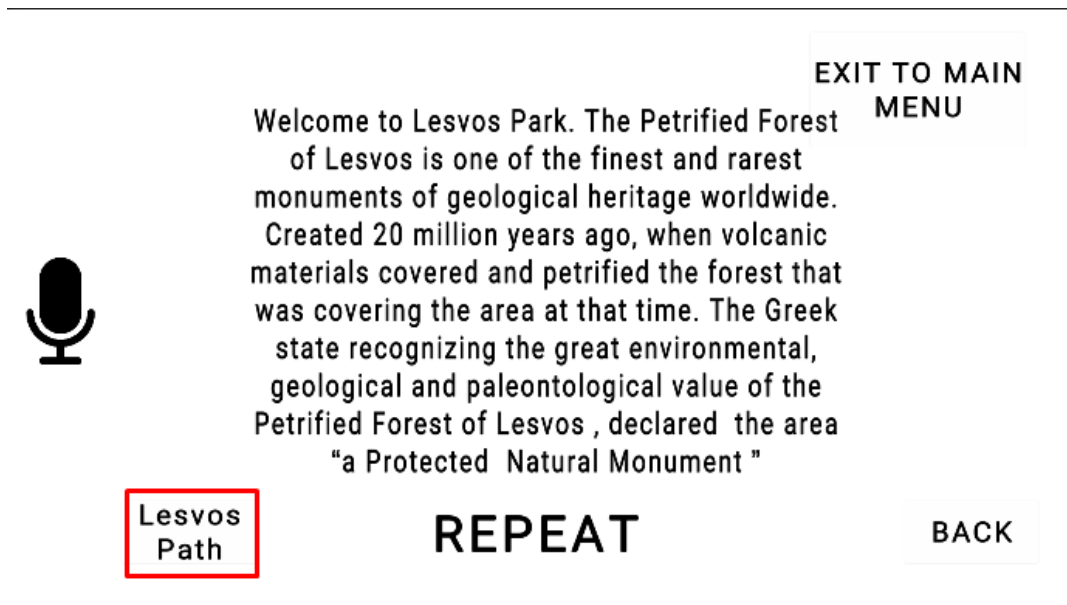 EXIT TO MAIN
MENU
Welcome to Lesvos Park. The Petrified Forest
of Lesvos is one of the finest and rarest
monuments of geological heritage worldwide.
Created 20 million years ago, when volcanic
materials covered and petrified the forest that
was covering the area at that time. The Greek
state recognizing the great environmental,
geological and paleontological value of the
Petrified Forest of Lesvos , declared  the area
“a Protected  Natural Monument ”
Lesvos
Path
REPEAT
BACK